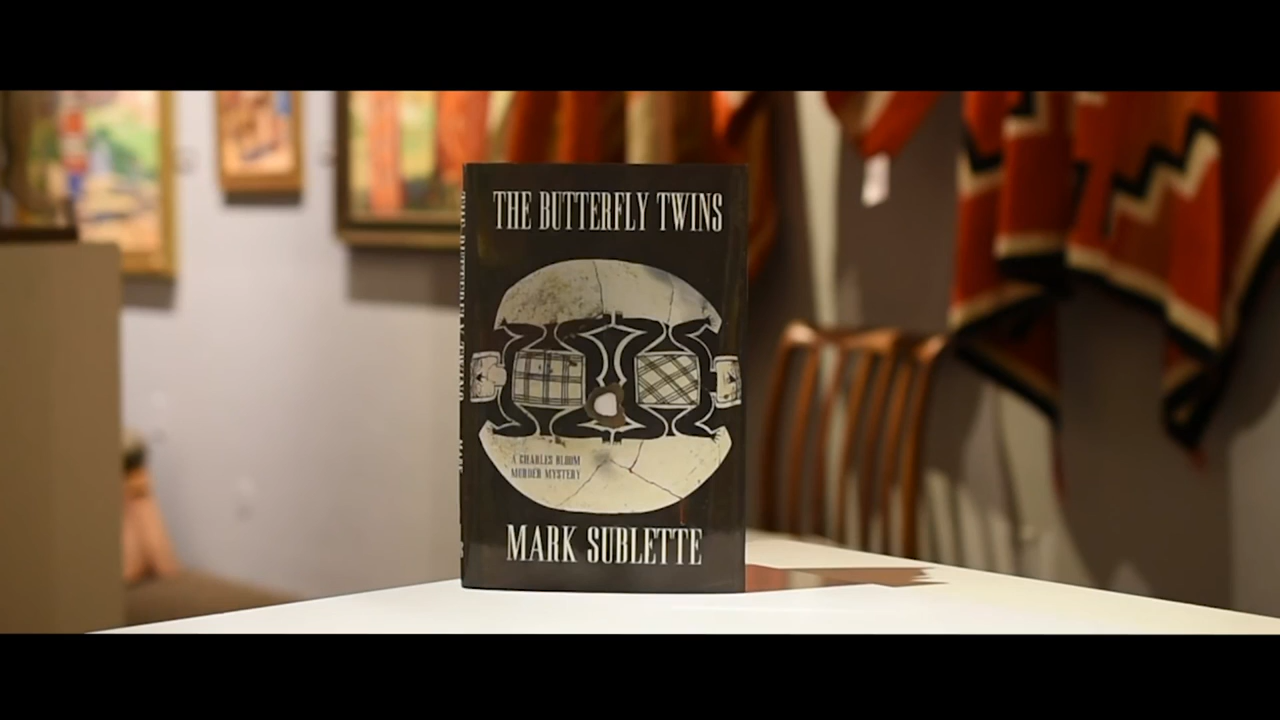 THE BUTTERFLY TWINS
A CHARLES BLOOM
MURDER MYSTERY
MARK SUBLETTE